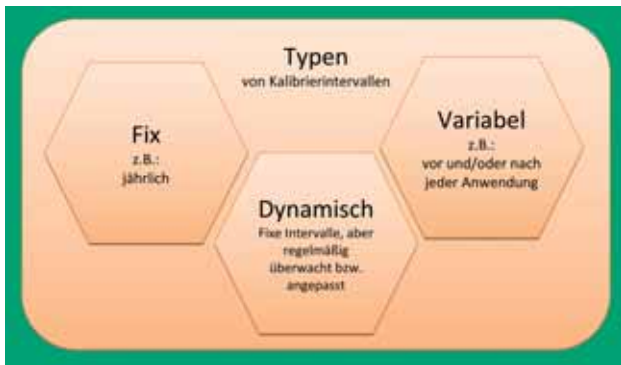 Typen
von Kalibrierintervallen
Fix
z.B.:
jährlich
Dynamisch
Fixe Intervalle, aber
regelmäßig
überwacht bzw.
angepasst
Variabel
z.B.:
vor und/oder nach
jeder Anwendung